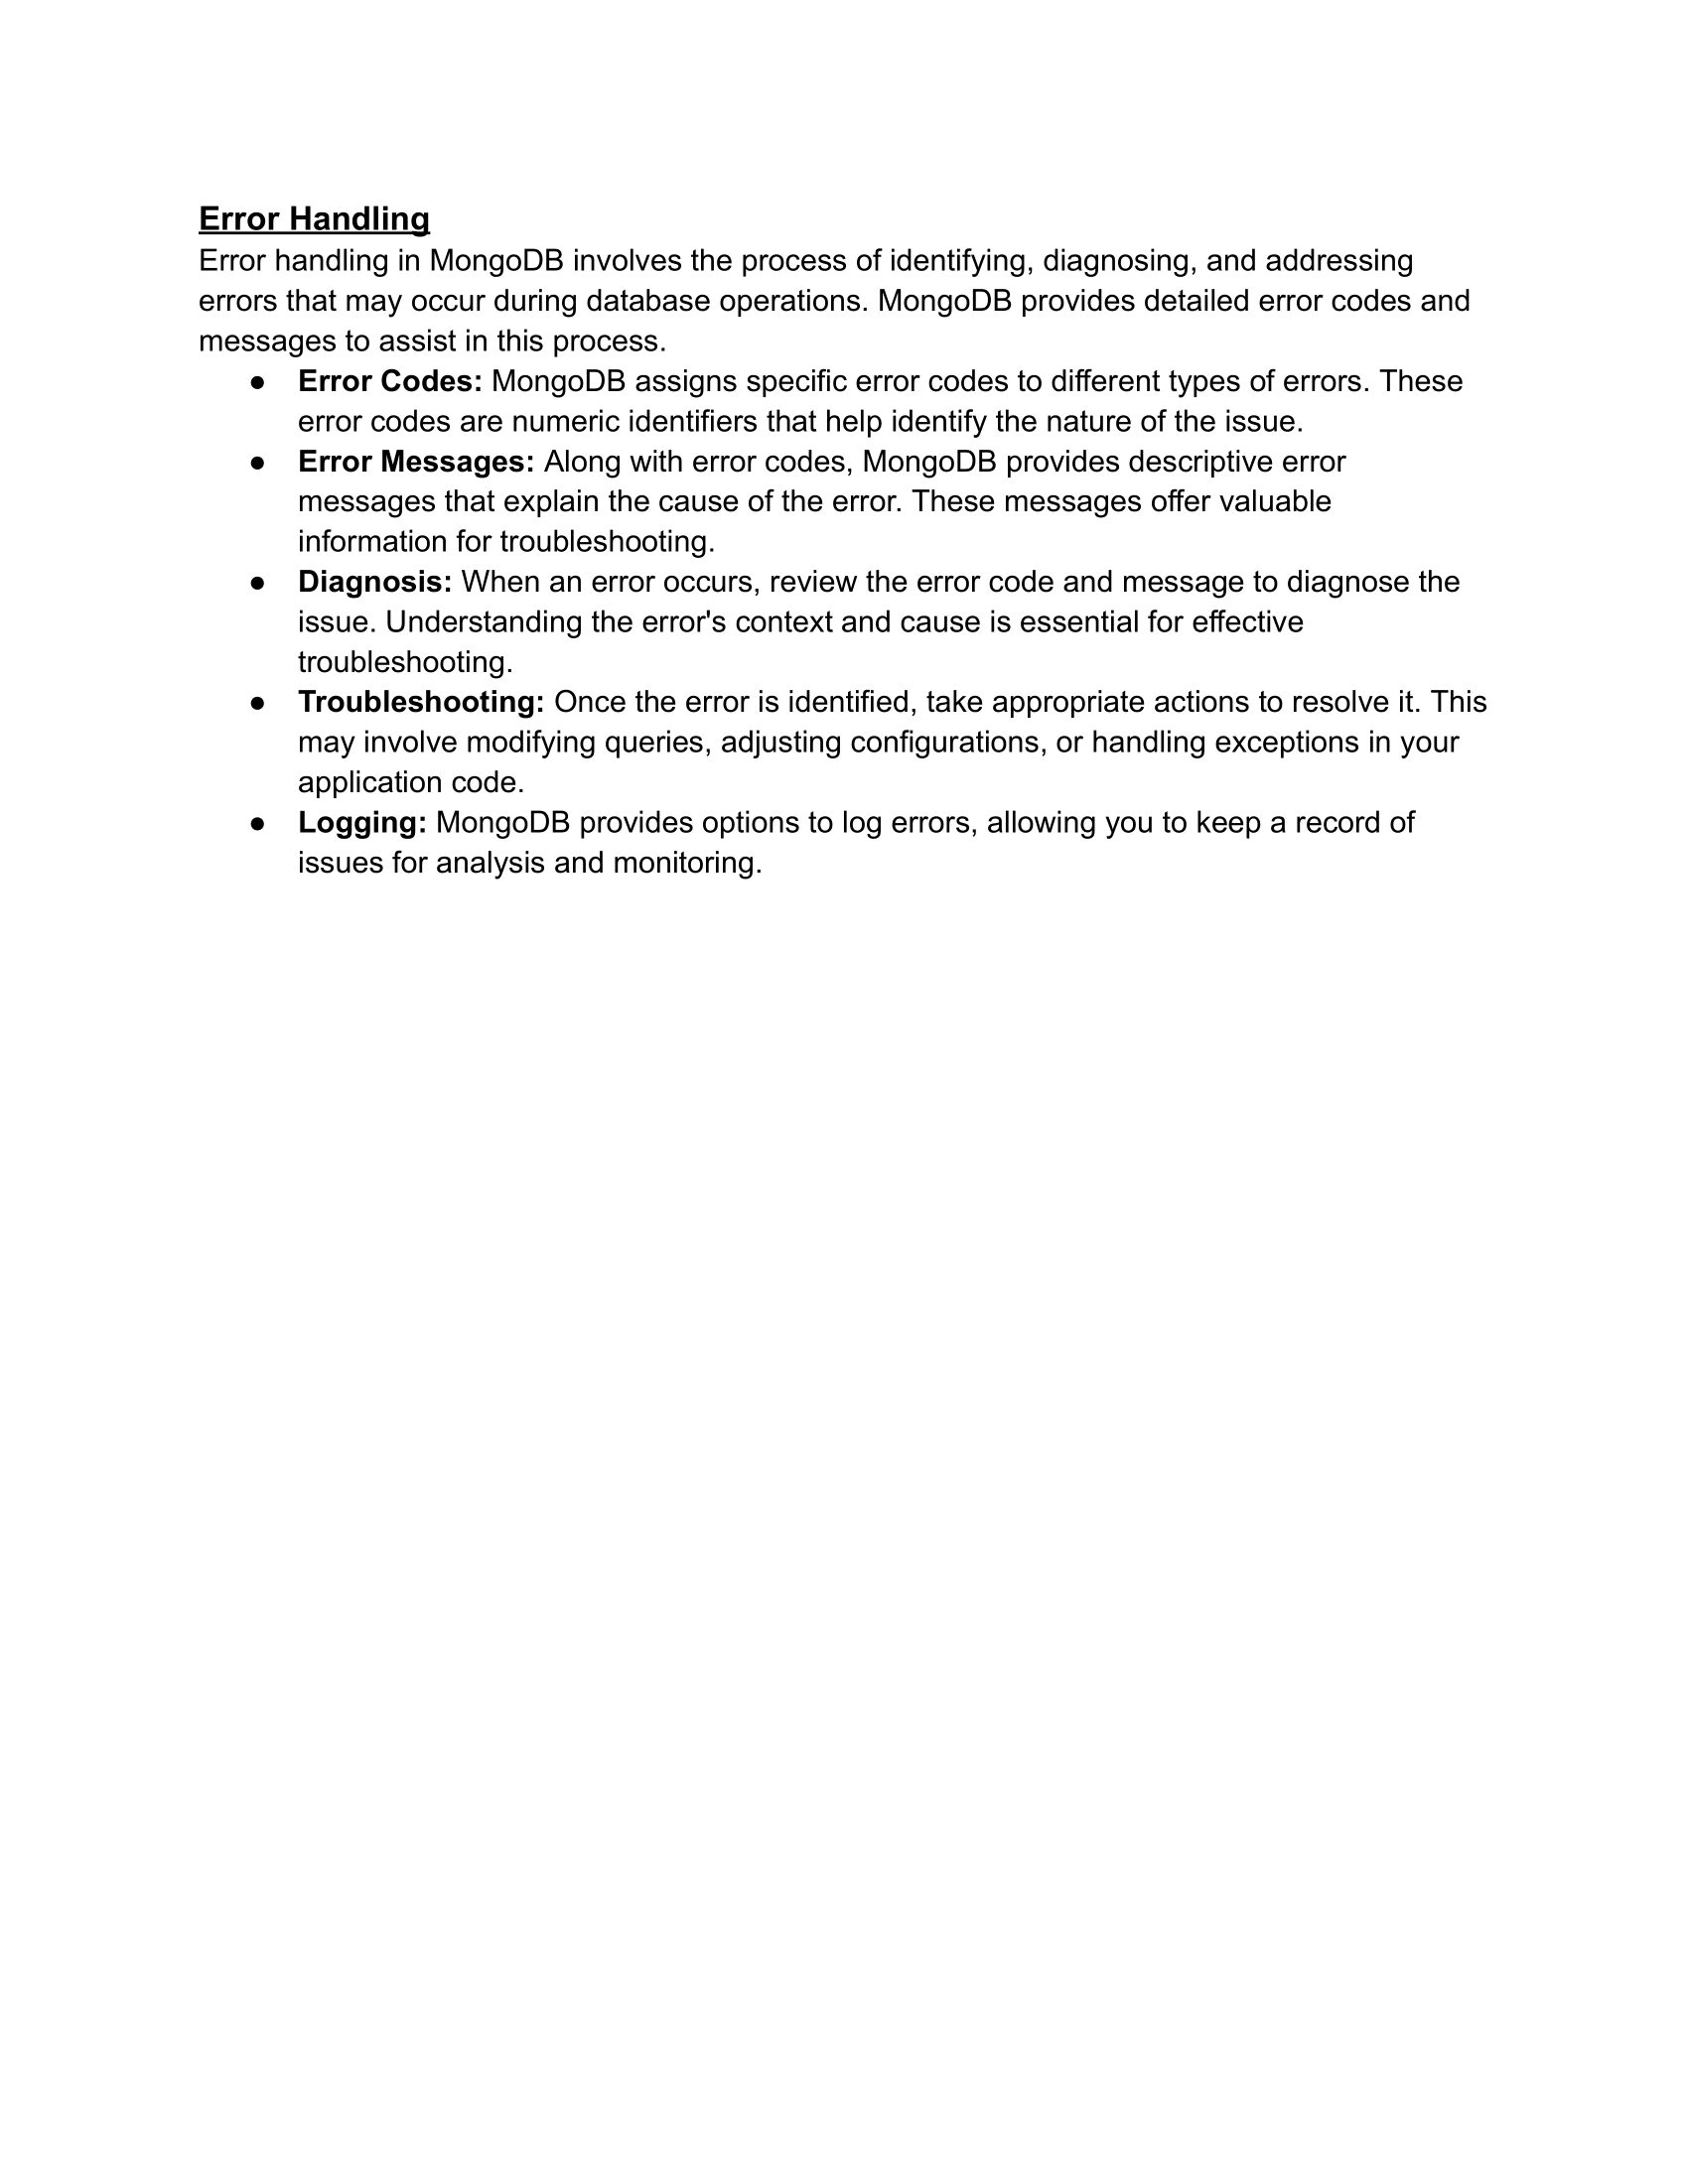 Error Handling
Error handling in MongoDB involves the process of identifying, diagnosing, and addressing
errors that may occur during database operations. MongoDB provides detailed error codes and
messages to assist in this process.
● Error Codes: MongoDB assigns specific error codes to different types of errors. These
error codes are numeric identifiers that help identify the nature of the issue.
● Error Messages: Along with error codes, MongoDB provides descriptive error
messages that explain the cause of the error. These messages offer valuable
information for troubleshooting.
● Diagnosis: When an error occurs, review the error code and message to diagnose the
issue. Understanding the error's context and cause is essential for effective
troubleshooting.
● Troubleshooting: Once the error is identified, take appropriate actions to resolve it. This
may involve modifying queries, adjusting configurations, or handling exceptions in your
application code.
● Logging: MongoDB provides options to log errors, allowing you to keep a record of
issues for analysis and monitoring.